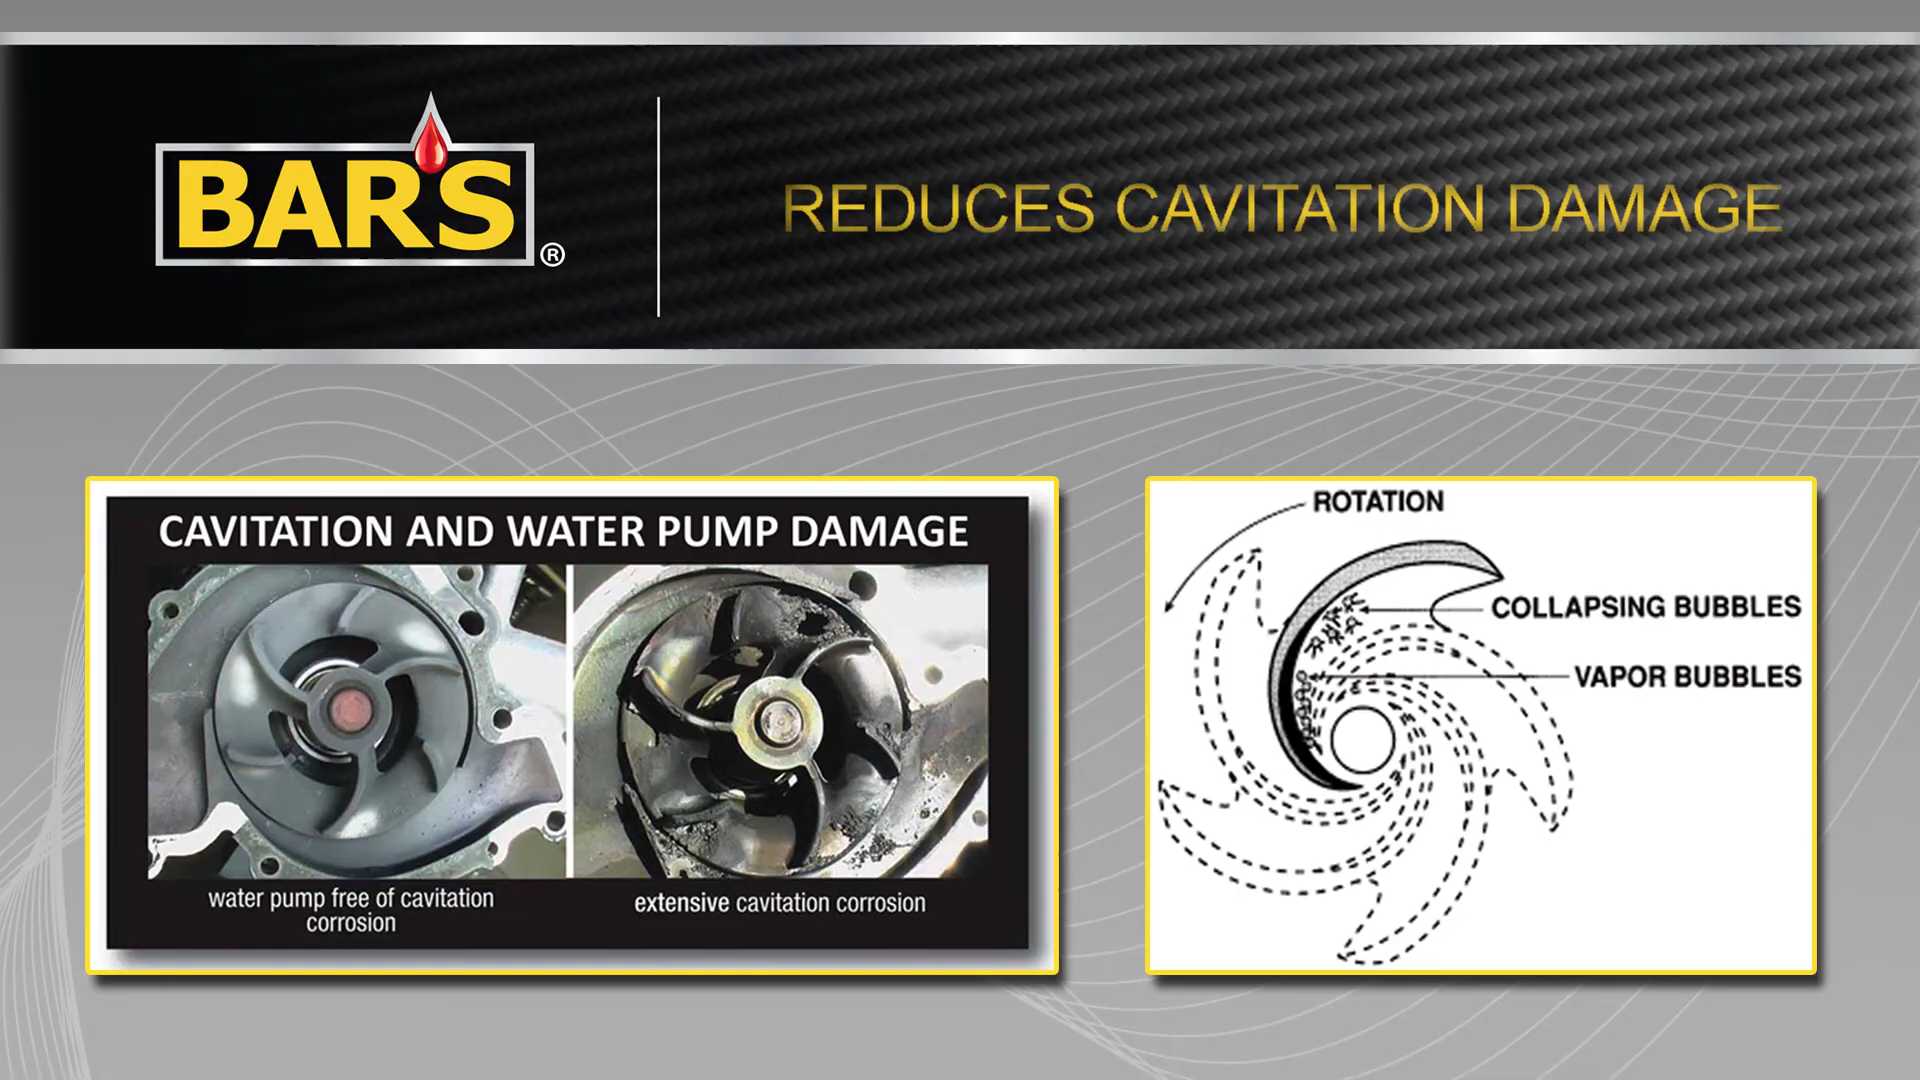 BAR'S
®
REDUCES CAVITATION DAMAGE
CAVITATION AND WATER PUMP DAMAGE
water pump free of cavitation
corrosion
extensive cavitation corrosion
ROTATION
COLLAPSING BUBBLES
VAPOR BUBBLES